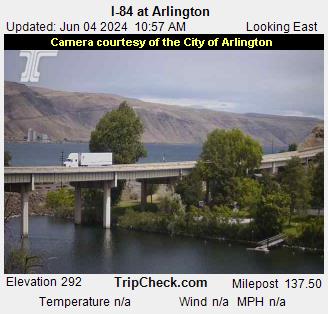 I-84 at Arlington
Updated: Jun 04 2024 10:57 AM Looking East
Camera courtesy of the City of Arlington
Elevation 292 TripCheck.com Milepost 137.50
Temperature n/a Wind n/a MPH n/a